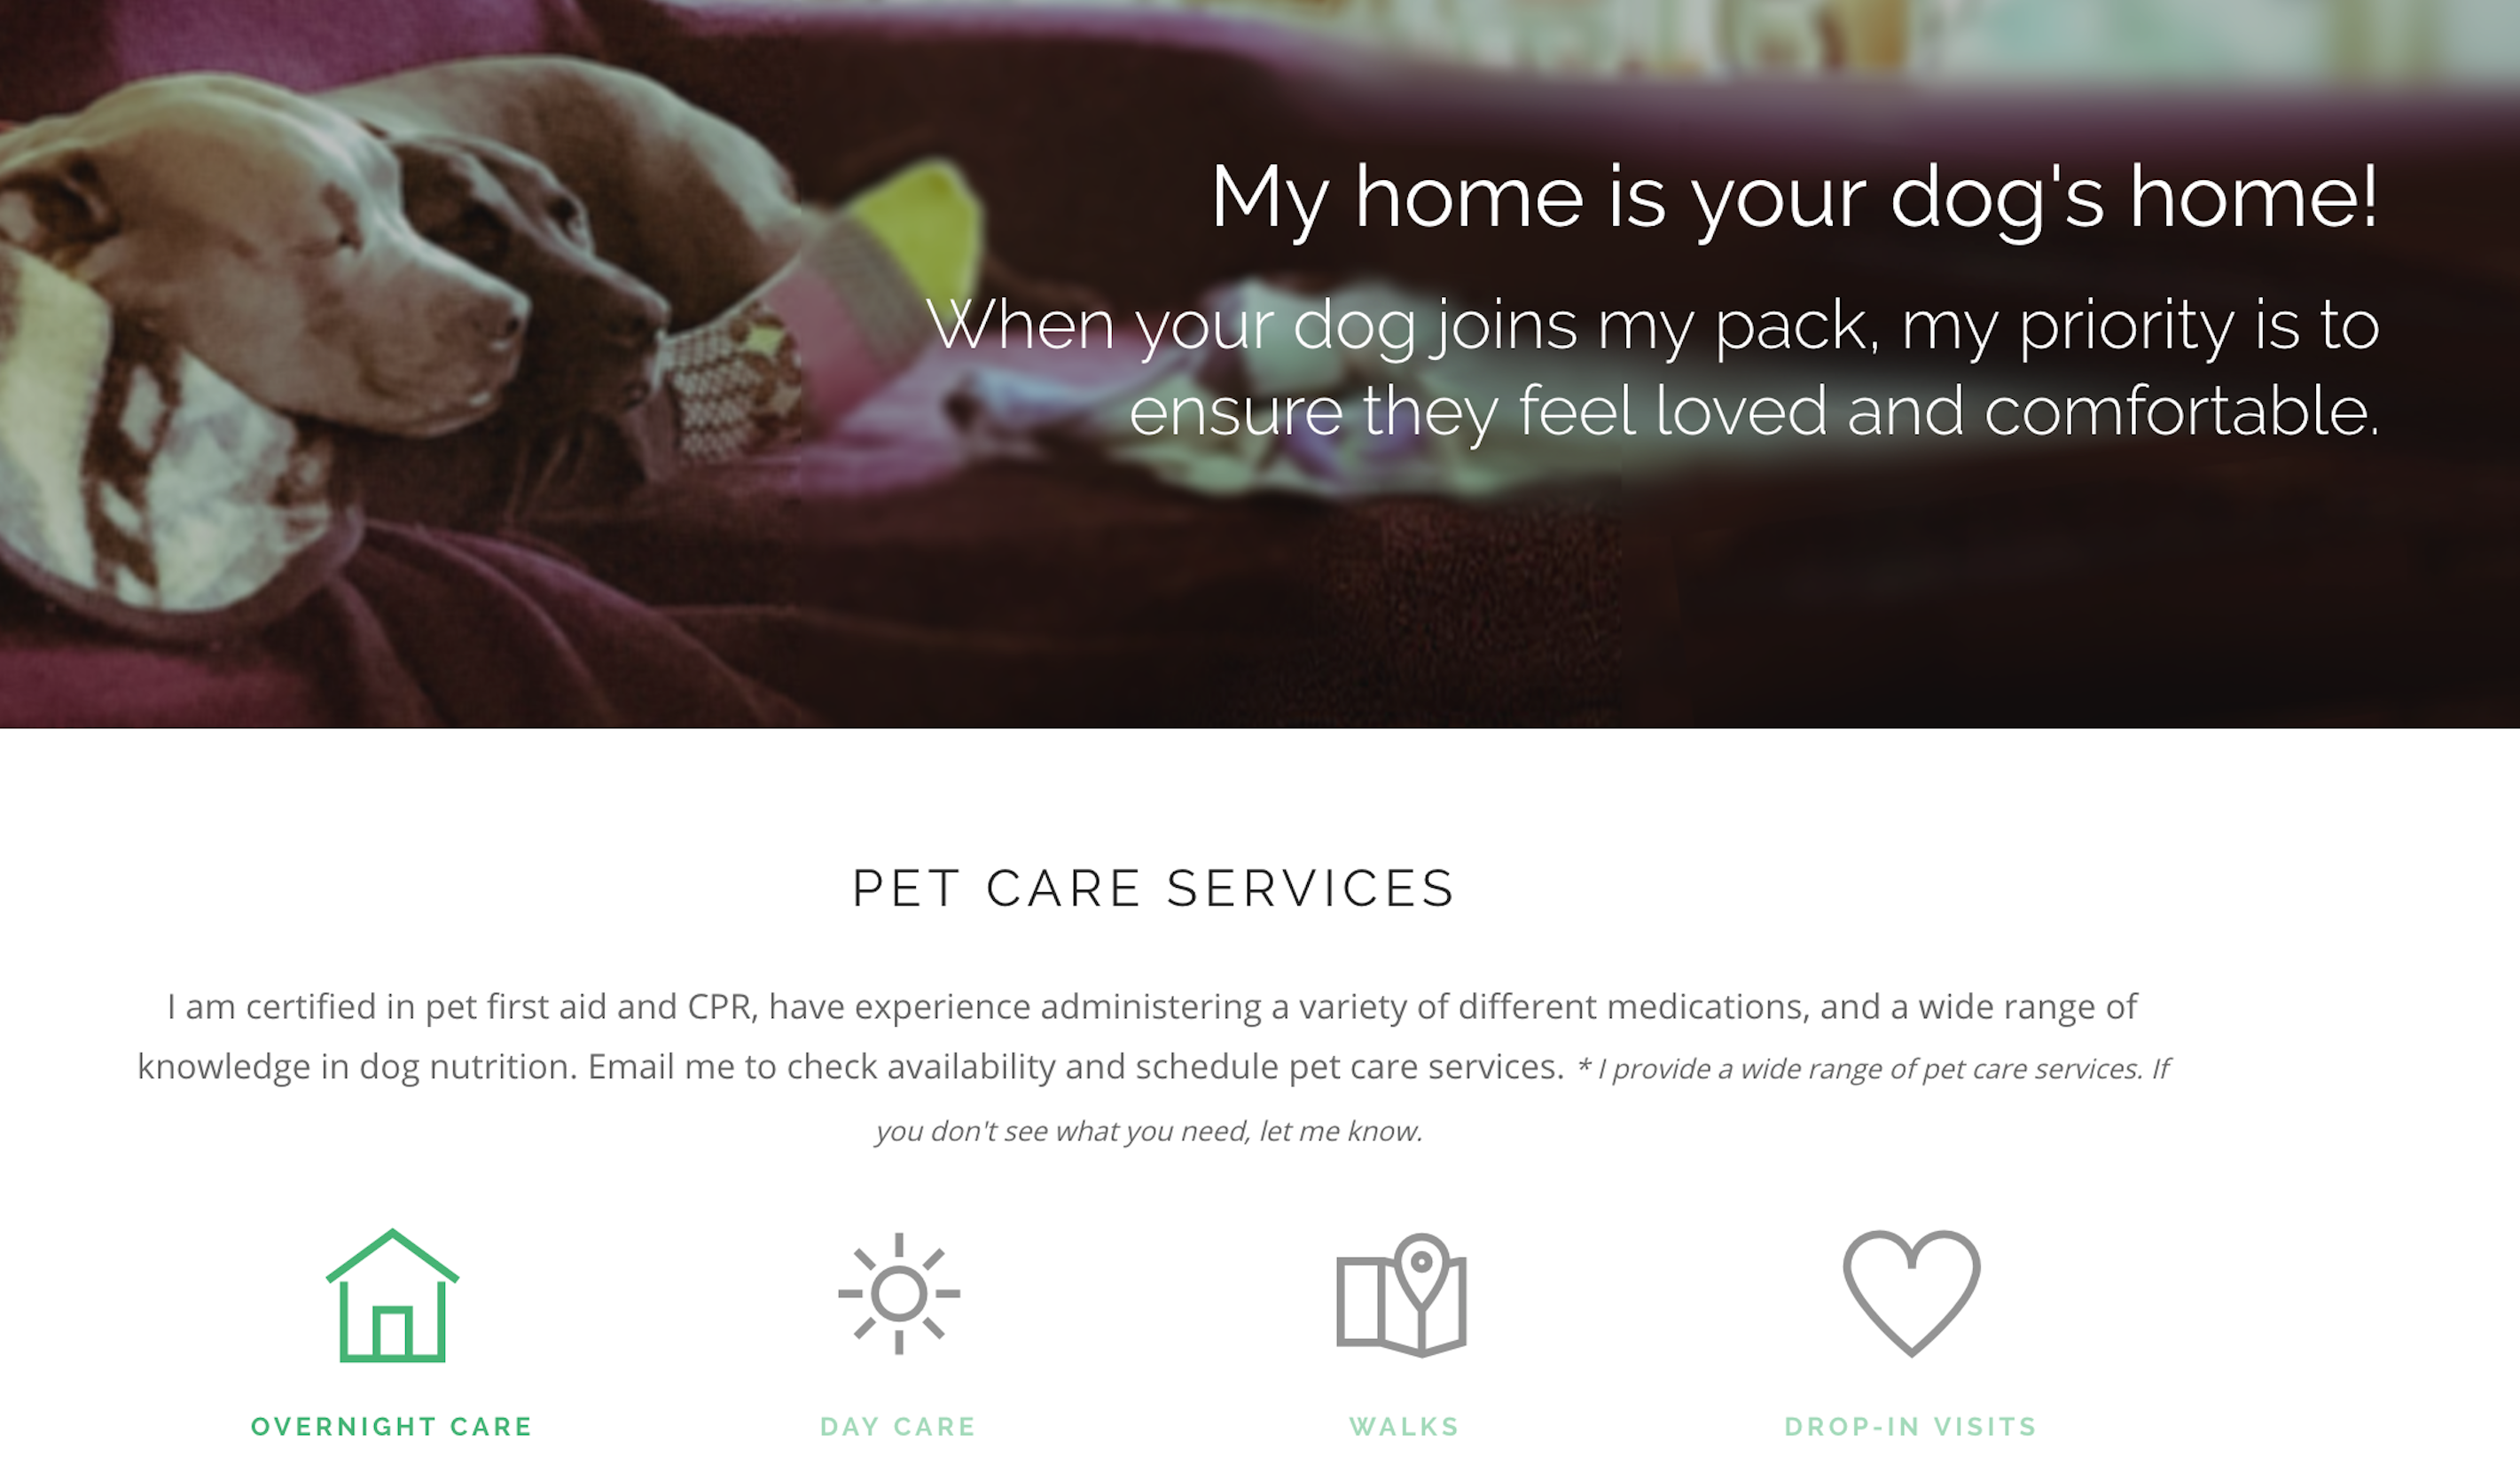 My home is your dog's home!
When your dog joins my pack, my priority is to
ensure they feel loved and comfortable.
PET CARE SERVICES
I am certified in pet first aid and CPR, have experience administering a variety of different medications, and a wide range of
knowledge in dog nutrition. Email me to check availability and schedule pet care services. * I provide a wide range of pet care services. If
you don't see what you need, let me know.
OVERNIGHT CARE
DAY CARE
WALKS
DROP-IN VISITS